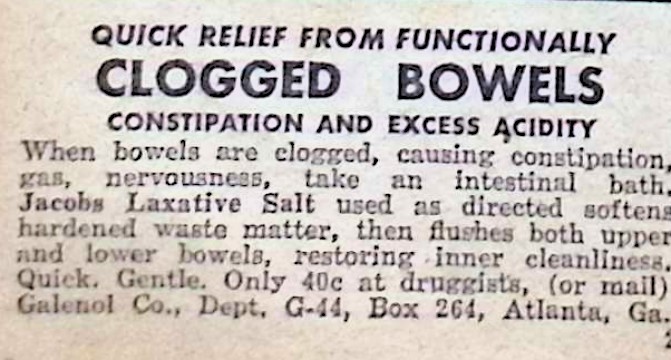 QUICK RELIEF FROM FUNCTIONALLY
CLOGGED BOWELS
CONSTIPATION AND EXCESS ACIDITY
When bowels are clogged, causing constipation,
gas, nervousness, take an intestinal bath.
Jacobs Laxative Salt used as directed softens
hardened waste matter, then flushes both upper
and lower bowels, restoring inner cleanliness.
Quick. Gentle. Only 40c at druggists, (or mail)
Galenol Co., Dept. G-44, Box 264, Atlanta, Ga.